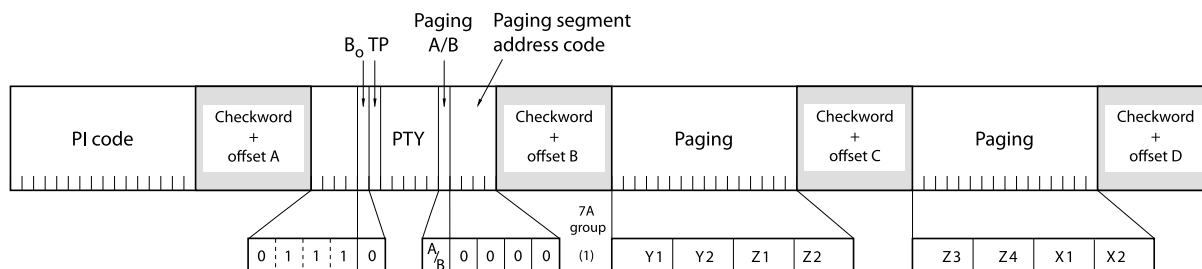 Paging
Paging segment
B0 TP
A/B
address code
PI code
Checkword
+
offset A
PTY
Checkword
+
offset B
Paging
Checkword
+
offset C
Paging
Checkword
+
offset D
7A
group
(1)
0 1 1 1 0
A/B 0 0 0 0
Y1 Y2 Z1 Z2
Z3 Z4 X1 X2